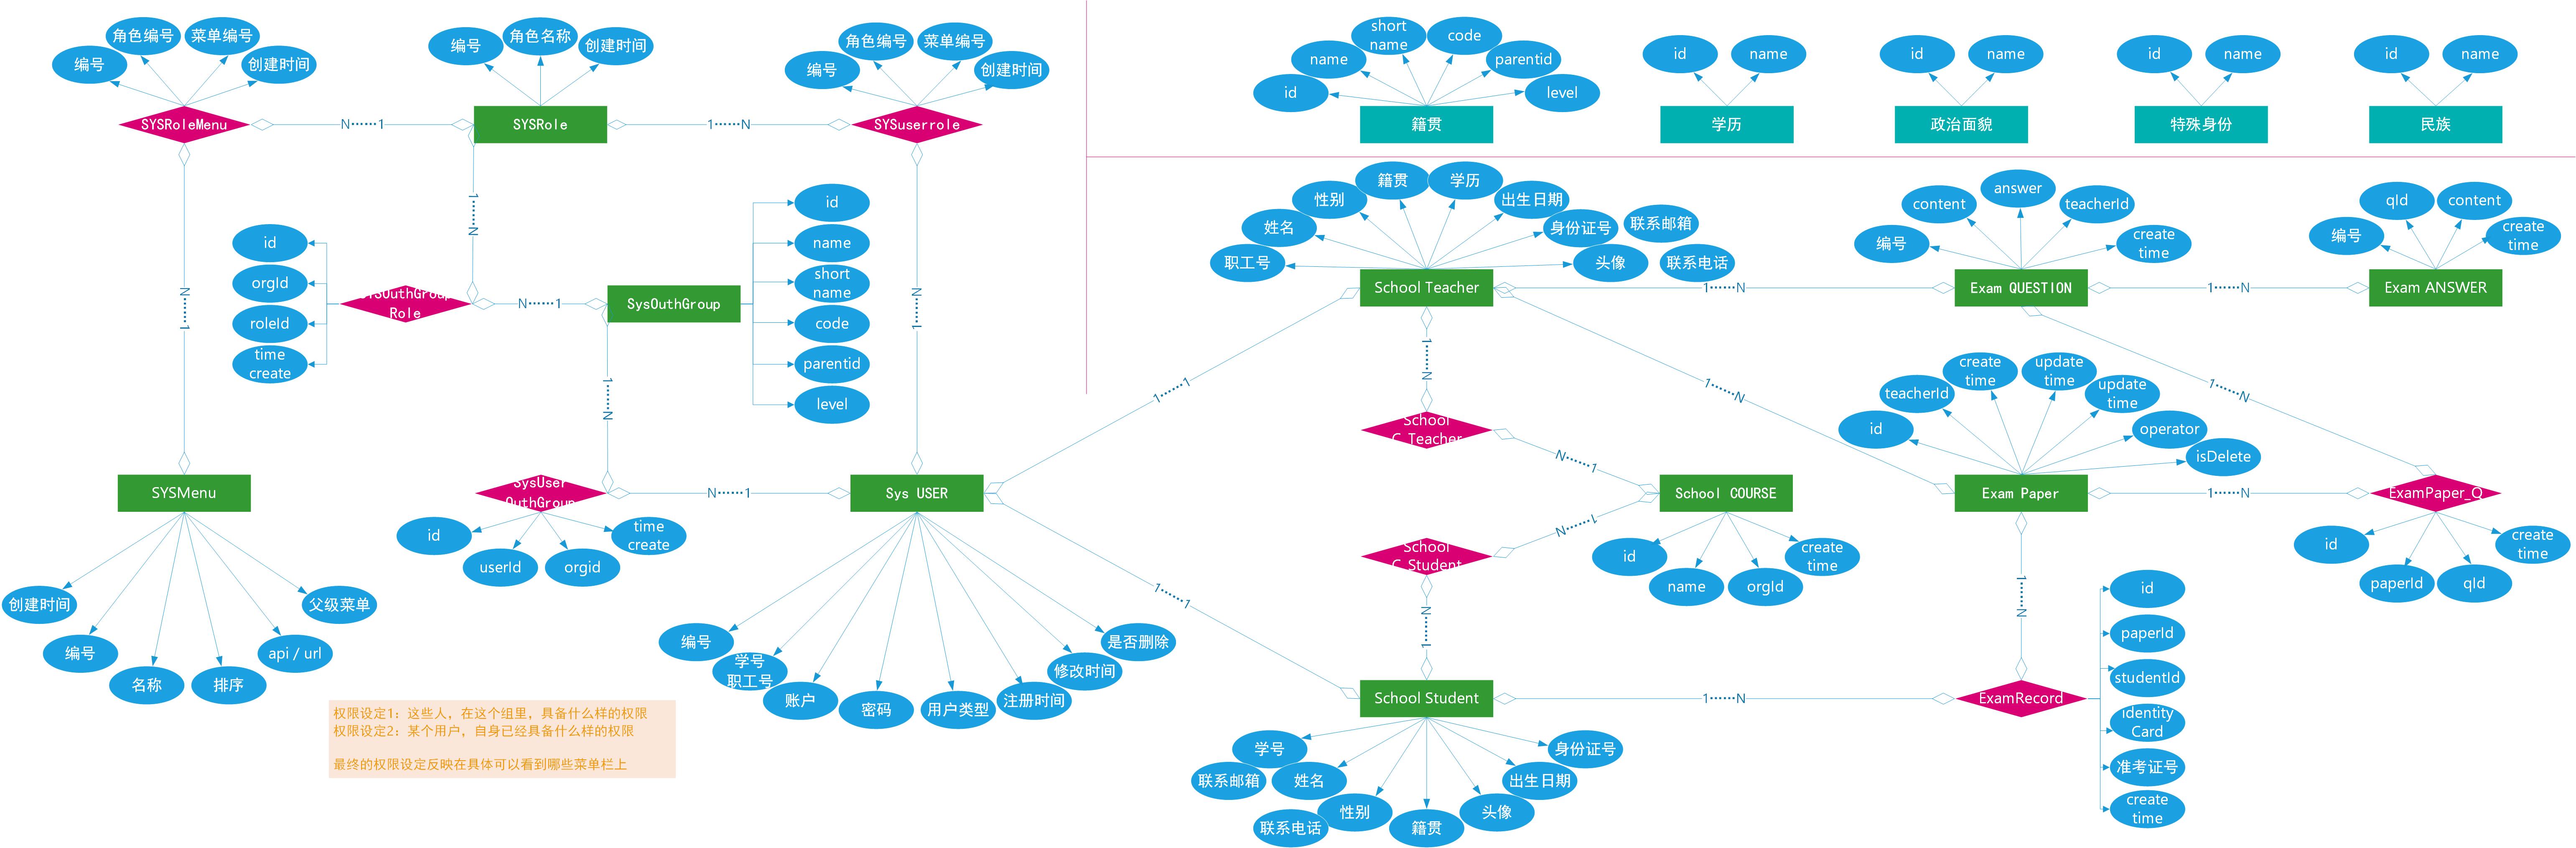 编号
角色编号
菜单编号
创建时间
SYSRoleMenu
N······1
编号
角色名称
创建时间
SYSRole
1······N
编号
角色编号
菜单编号
创建时间
SYSuserrole
id
name
short
name
code
parentid
level
籍贯
id
name
学历
id
name
政治面貌
id
name
特殊身份
id
name
民族
N······1
1······N
N······1
id
orgId
roleId
time
create
SYSOuthGroup
Role
N······1
SysOuthGroup
id
name
short
name
code
parentid
level
1······N
职工号
姓名
性别
籍贯
学历
出生日期
身份证号
头像
联系邮箱
联系电话
School Teacher
1······N
编号
content
answer
teacherId
create
time
Exam QUESTION
1······N
编号
qId
content
create
time
Exam ANSWER
1······1
1······N
1······N
1······N
School
C_Teacher
N······1
id
teacherId
create
time
update
time
update
time
operator
isDelete
Exam Paper
1······N
ExamPaper_Q
id
paperId
qId
create
time
SYSMenu
创建时间
编号
名称
排序
api / url
父级菜单
SysUser
OuthGroup
id
userId
orgid
time
create
N······1
Sys USER
编号
学号
职工号
账户
密码
用户类型
注册时间
修改时间
是否删除
1······1
School COURSE
id
name
orgId
create
time
N······1
School
C_Student
N······1
1······N
School Student
1······N
ExamRecord
id
paperId
studentId
identity
Card
准考证号
create
time
学号
联系邮箱
姓名
联系电话
性别
籍贯
头像
出生日期
身份证号
权限设定1：这些人，在这个组里，具备什么样的权限
权限设定2：某个用户，自身已经具备什么样的权限
最终的权限设定反映在具体可以看到哪些菜单栏上